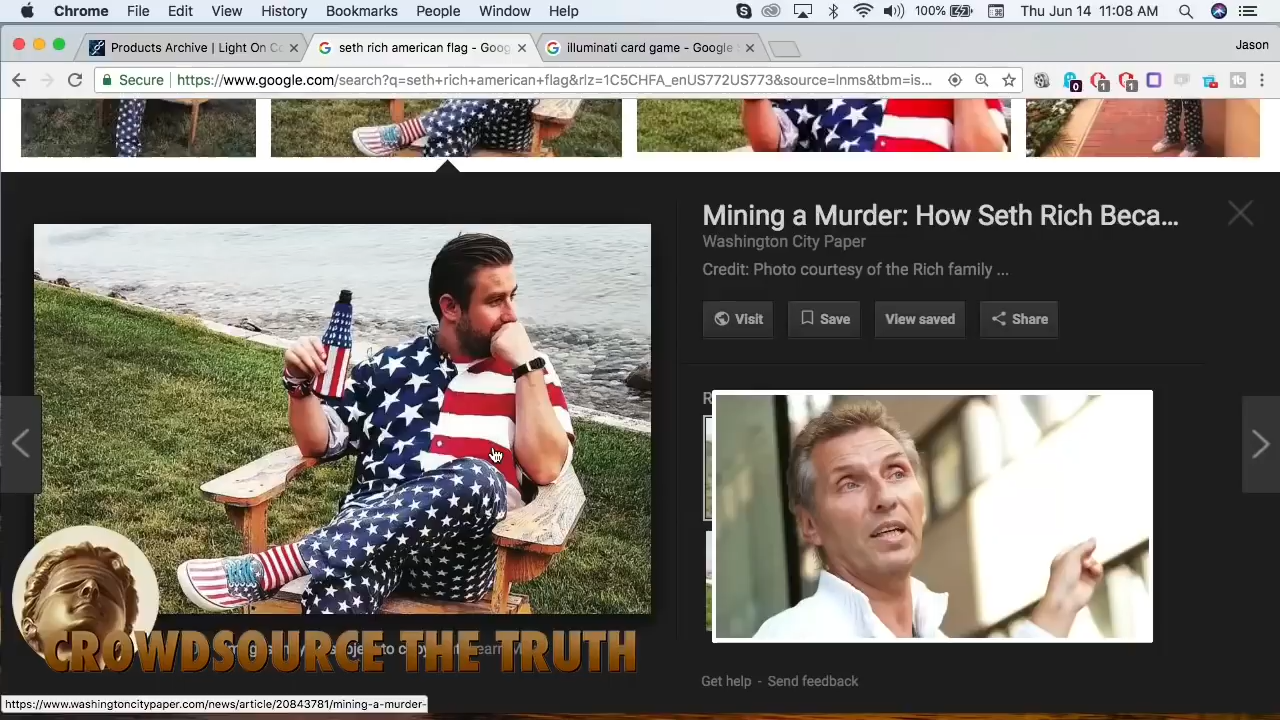 Chrome File Edit View History Bookmarks People Window Help 100% Thu Jun 14 11:08 AM
Products Archive | Light On Co
seth rich american flag - Goog
illuminati card game - Google
Jason
Secure https://www.google.com/search?q=seth+rich+american+flag&rlz=1C5CHFA_enUS772US773&source=lnms&tbm=is...
0 1 1
Mining a Murder: How Seth Rich Beca...
Washington City Paper
Credit: Photo courtesy of the Rich family ...
Visit Save View saved Share
R
CROWDSOURCE THE TRUTH
Get help - Send feedback
https://www.washingtoncitypaper.com/news/article/20843781/mining-a-murder-